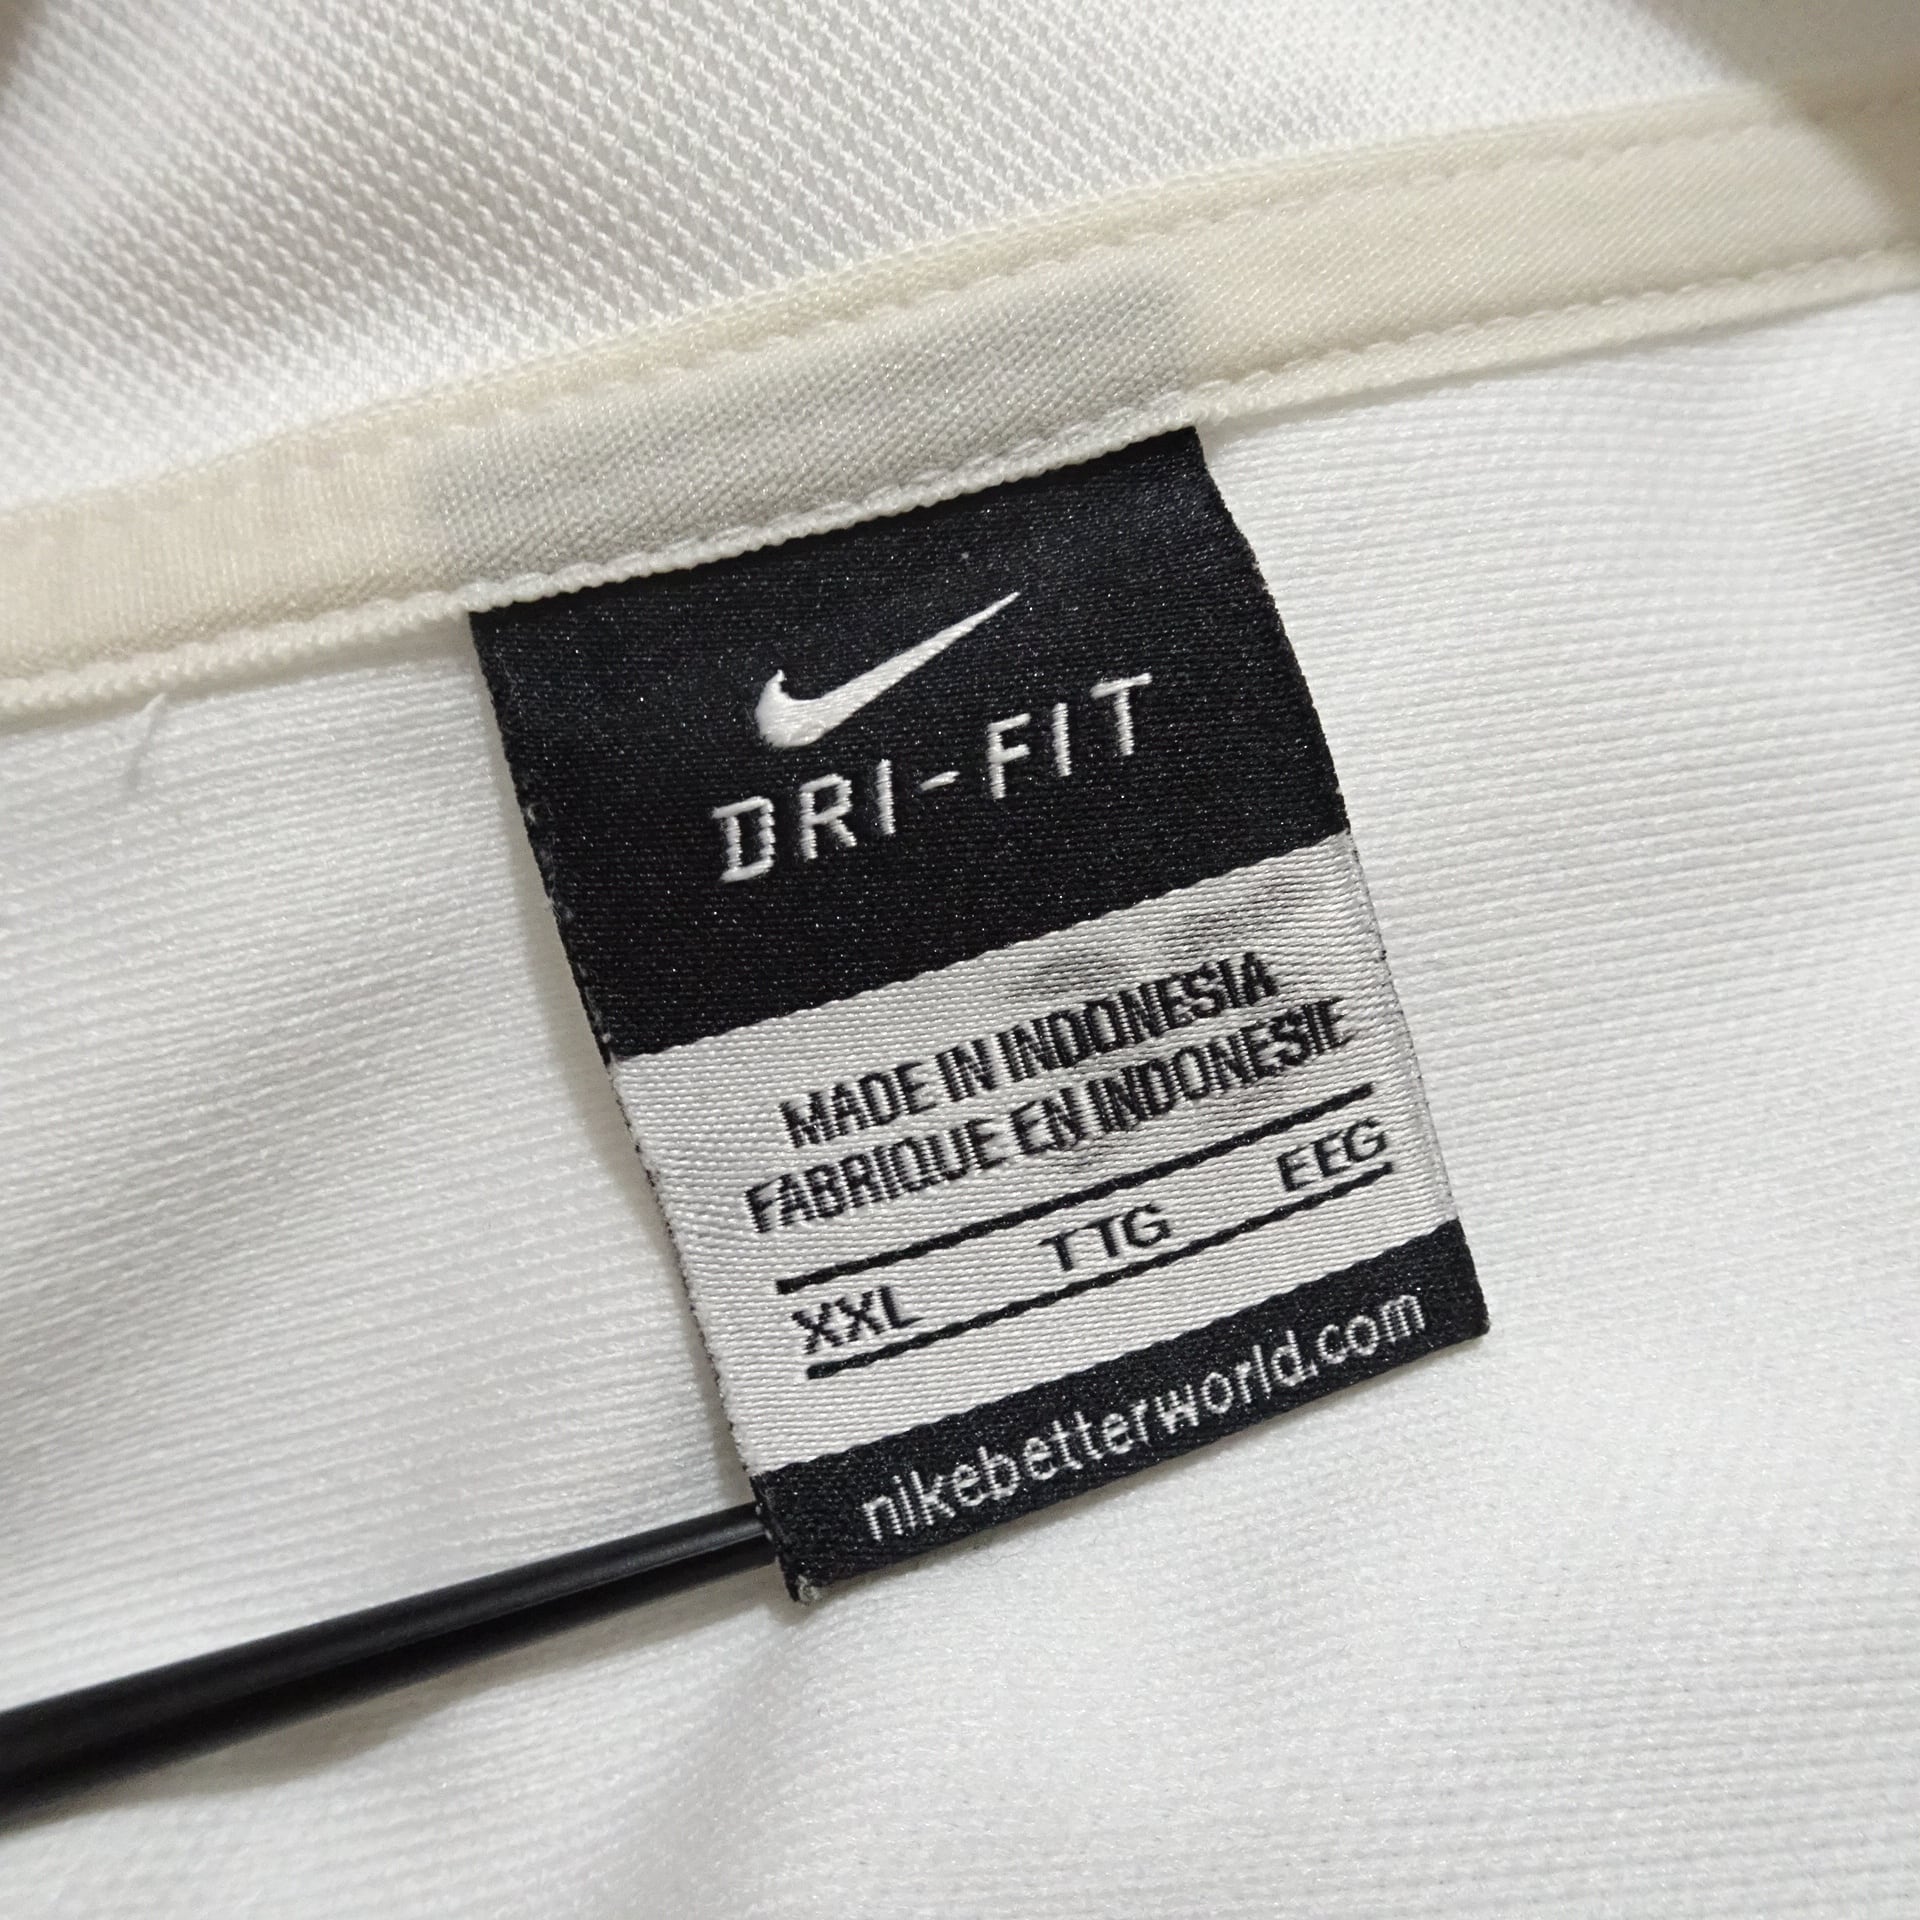 DRI-FIT
MADE IN INDONESIA
FABRIQUE EN INDONESIE
XXL TTG EEG
nikebetterworld.com